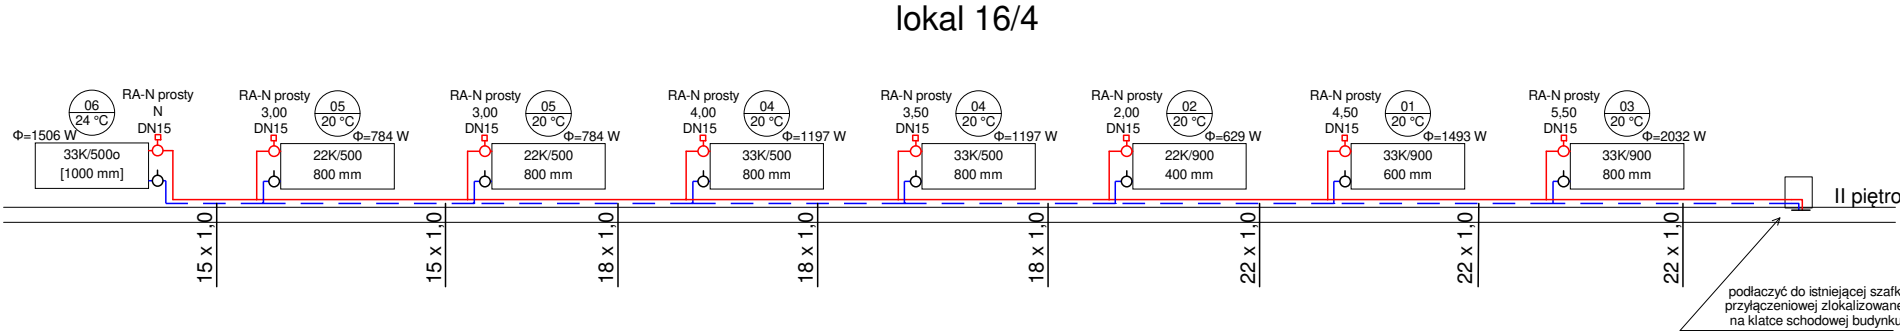 lokal 16/4
06
24 °C
RA-N prosty
N
DN15
Φ=1506 W
33K/500o
[1000 mm]
RA-N prosty
3,00
DN15
05
20 °C
Φ=784 W
22K/500
800 mm
RA-N prosty
3,00
DN15
05
20 °C
Φ=784 W
22K/500
800 mm
RA-N prosty
4,00
DN15
04
20 °C
Φ=1197 W
33K/500
800 mm
RA-N prosty
3,50
DN15
04
20 °C
Φ=1197 W
33K/500
800 mm
RA-N prosty
2,00
DN15
02
20 °C
Φ=629 W
22K/900
400 mm
RA-N prosty
4,50
DN15
01
20 °C
Φ=1493 W
33K/900
600 mm
RA-N prosty
5,50
DN15
03
20 °C
Φ=2032 W
33K/900
800 mm
II piętro
15 x 1,0
15 x 1,0
18 x 1,0
18 x 1,0
18 x 1,0
22 x 1,0
22 x 1,0
22 x 1,0
podłaczyć do istniejącej szafk
przyłączeniowej zlokalizowane
na klatce schodowej budynku